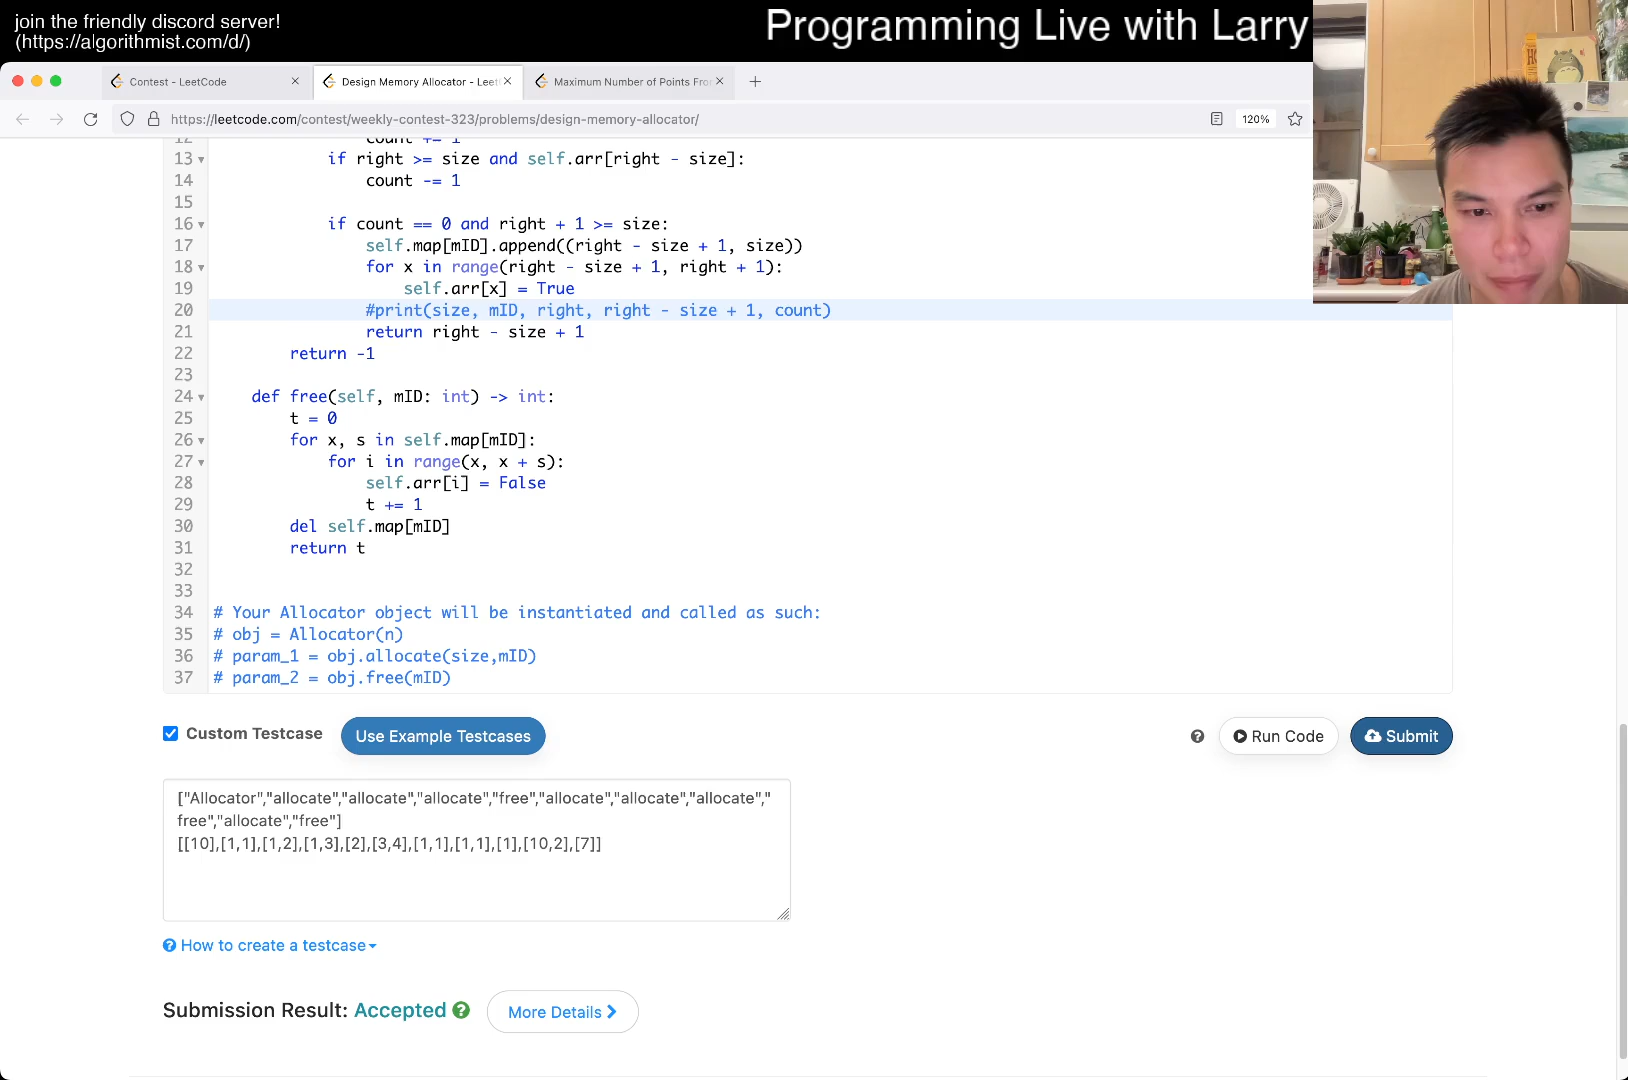 join the friendly discord server!
(https://algorithmist.com/d/)
Programming Live with Larry
Contest - LeetCode
Design Memory Allocator - Leet
Maximum Number of Points Fro
https://leetcode.com/contest/weekly-contest-323/problems/design-memory-allocator/
120%
12 count += 1
13 if right >= size and self.arr[right - size]:
14 count -= 1
15
16 if count == 0 and right + 1 >= size:
17 self.map[mID].append((right - size + 1, size))
18 for x in range(right - size + 1, right + 1):
19 self.arr[x] = True
20 #print(size, mID, right, right - size + 1, count)
21 return right - size + 1
22 return -1
23
24 def free(self, mID: int) -> int:
25 t = 0
26 for x, s in self.map[mID]:
27 for i in range(x, x + s):
28 self.arr[i] = False
29 t += 1
30 del self.map[mID]
31 return t
32
33
34 # Your Allocator object will be instantiated and called as such:
35 # obj = Allocator(n)
36 # param_1 = obj.allocate(size,mID)
37 # param_2 = obj.free(mID)
Custom Testcase
Use Example Testcases
Run Code
Submit
["Allocator","allocate","allocate","allocate","free","allocate","allocate","allocate","
free","allocate","free"]
[[10],[1,1],[1,2],[1,3],[2],[3,4],[1,1],[1,1],[1],[10,2],[7]]
How to create a testcase
Submission Result: Accepted
More Details